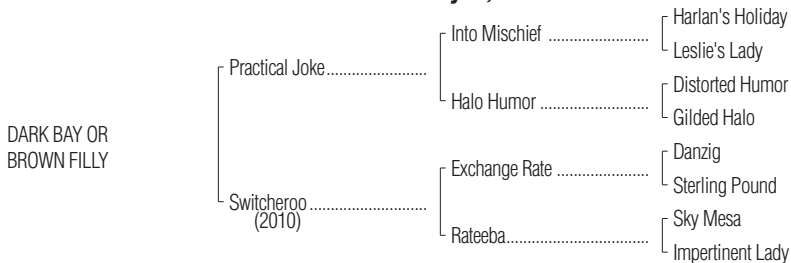 Harlan's Holiday
Into Mischief ........................
Leslie's Lady
Practical Joke........................
Distorted Humor
Halo Humor ..........................
Gilded Halo
DARK BAY OR
BROWN FILLY
Danzig
Exchange Rate ......................
Sterling Pound
Switcheroo ............................
(2010)
Sky Mesa
Rateeba..................................
Impertinent Lady